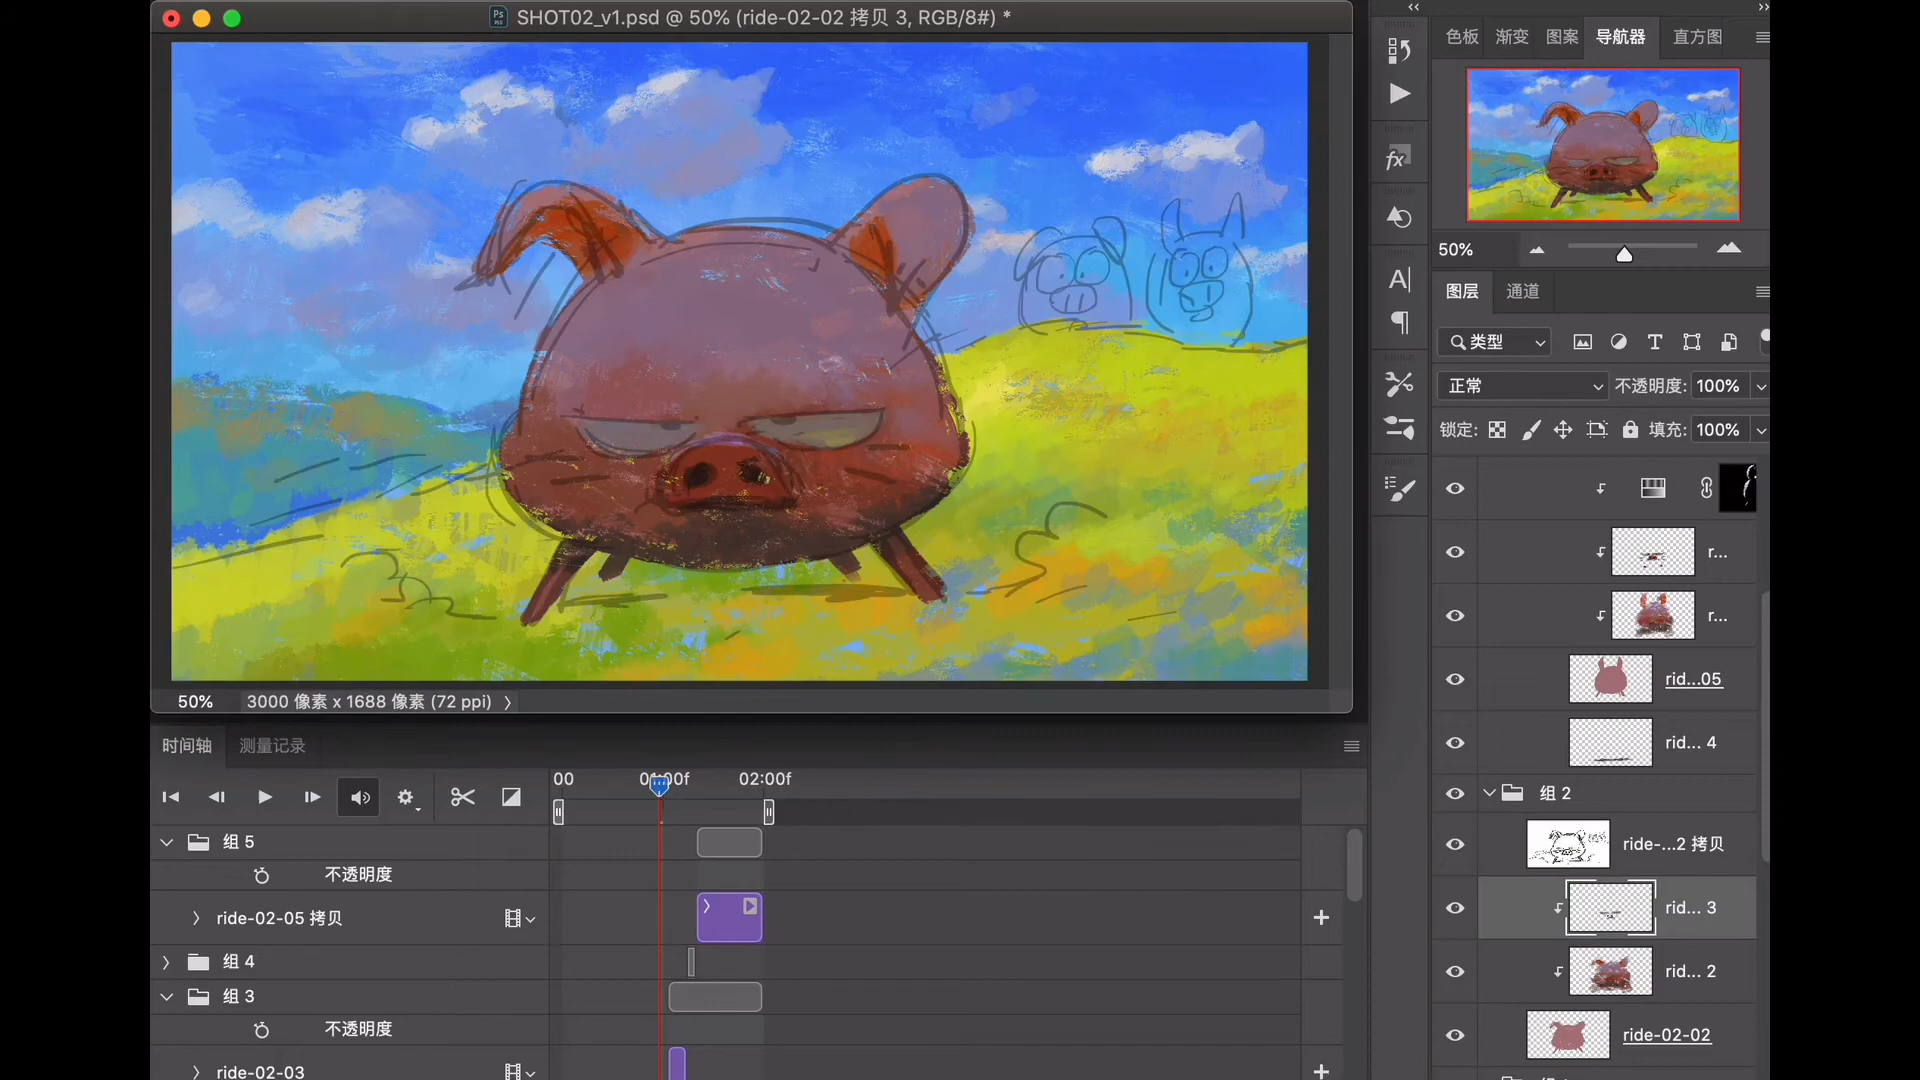 SHOT02_v1.psd @ 50% (ride-02-02 拷贝 3, RGB/8#) *
50%
3000 像素 x 1688 像素 (72 ppi)
时间轴
测量记录
00
01:00f
02:00f
组 5
不透明度
ride-02-05 拷贝
组 4
组 3
不透明度
ride-02-03
色板
渐变
图案
导航器
直方图
50%
图层
通道
类型
正常
不透明度: 100%
锁定:
填充: 100%
r...
r...
rid...05
rid... 4
组 2
ride-...2 拷贝
rid... 3
rid... 2
ride-02-02